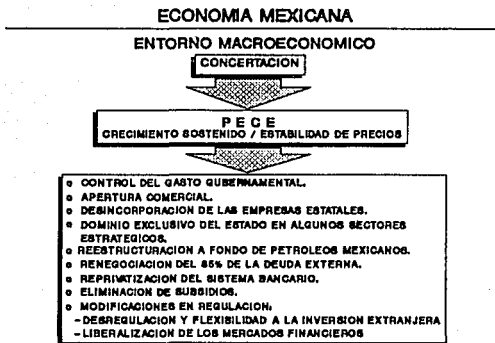 ECONOMIA MEXICANA
ENTORNO MACROECONOMICO
CONCERTACION
P E C E
CRECIMIENTO SOSTENIDO / ESTABILIDAD DE PRECIOS
o CONTROL DEL GASTO GUBERNAMENTAL.
o APERTURA COMERCIAL.
o DESINCORPORACION DE LAS EMPRESAS ESTATALES.
o DOMINIO EXCLUSIVO DEL ESTADO EN ALGUNOS SECTORES
ESTRATEGICOS.
o REESTRUCTURACION A FONDO DE PETROLEOS MEXICANOS.
o RENEGOCIACION DEL 85% DE LA DEUDA EXTERNA.
o REPRIVATIZACION DEL SISTEMA BANCARIO.
o ELIMINACION DE SUBSIDIOS.
o MODIFICACIONES EN REGULACION:
-DESREGULACION Y FLEXIBILIDAD A LA INVERSION EXTRANJERA
-LIBERALIZACION DE LOS MERCADOS FINANCIEROS